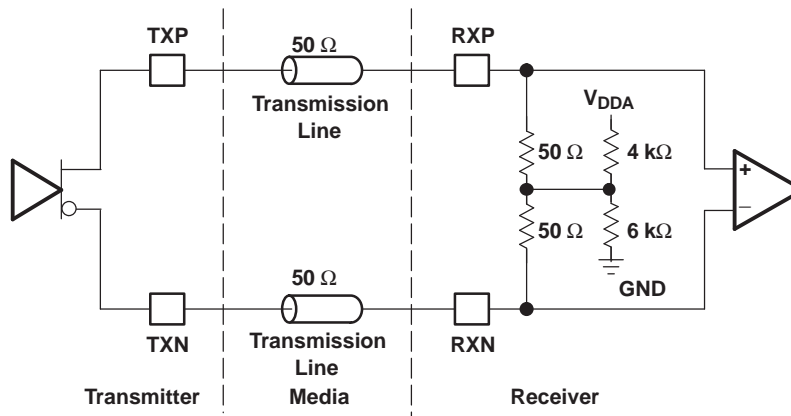 TXP
50 Ω
RXP
Transmission
Line
VDDA
50 Ω
4 kΩ
+
−
50 Ω
6 kΩ
GND
50 Ω
TXN
Transmission
Line
RXN
Transmitter
Media
Receiver